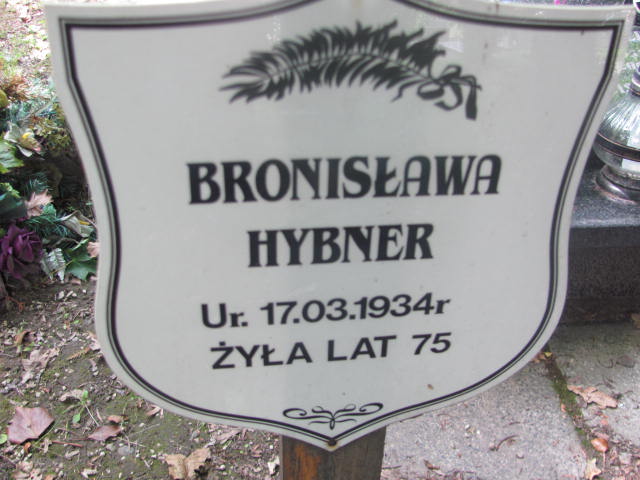 BRONISŁAWA
HYBNER
Ur. 17.03.1934r
ŻYŁA LAT 75